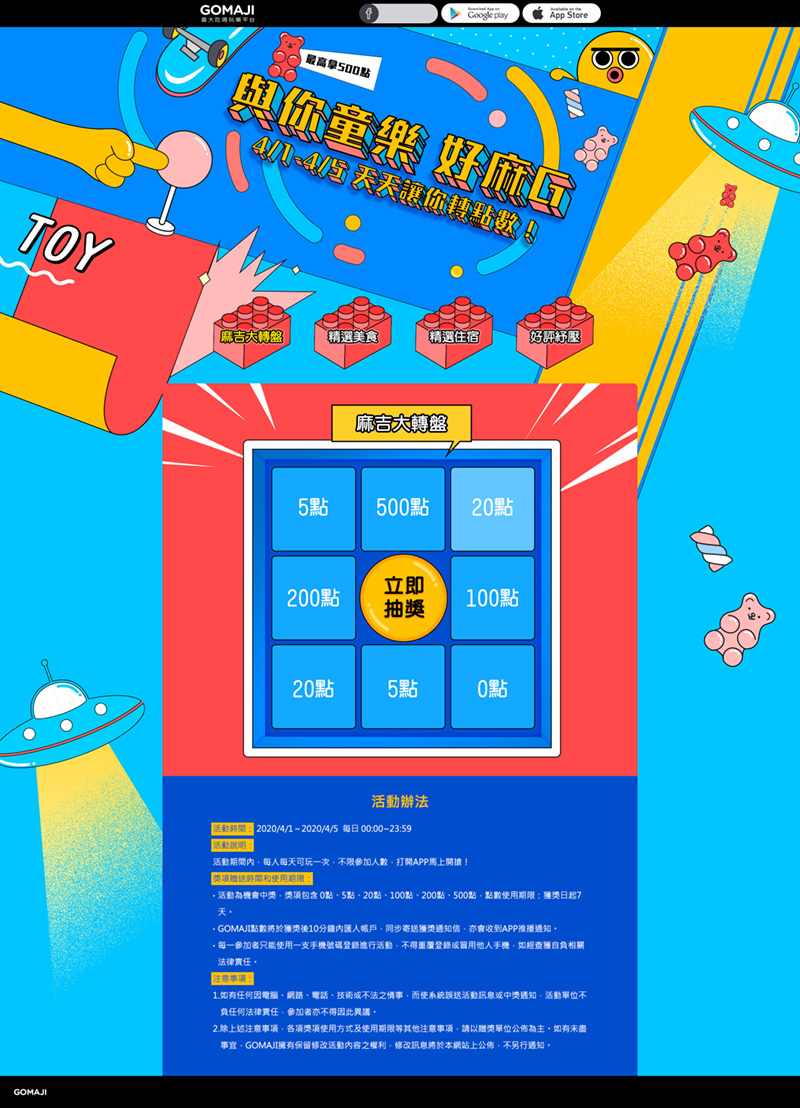 GOMAJI
最大吃喝玩樂平台
Download App on
Google play
Available on the
App Store
最高拿500點
與你童樂 好麻G
4/1-4/5 天天讓你轉點數！
TOY
麻吉大轉盤 精選美食 精選住宿 好評紓壓
麻吉大轉盤
5點 500點 20點
200點 立即抽獎 100點
20點 5點 0點
活動辦法
活動時間： 2020/4/1 ~ 2020/4/5 每日 00:00~23:59
活動說明：
活動期間內，每人每天可玩一次，不限參加人數，打開APP馬上開搶！
獎項贈送時間和使用期限：
・活動為機會中獎，獎項包含 0點、5點、20點、100點、200點、500點，點數使用期限：獲獎日起7
天。
・GOMAJI點數將於獲獎後10分鐘內匯入帳戶，同步寄送獲獎通知信，亦會收到APP推播通知。
・每一參加者只能使用一支手機號碼登錄進行活動，不得重覆登錄或冒用他人手機，如經查獲自負相關
法律責任。
注意事項：
1.如有任何因電腦、網路、電話、技術或不法之情事，而使系統誤送活動訊息或中獎通知，活動單位不
負任何法律責任，參加者亦不得因此異議。
2.除上述注意事項，各項獎項使用方式及使用期限等其他注意事項，請以贈獎單位公佈為主。如有未盡
事宜，GOMAJI擁有保留修改活動內容之權利，修改訊息將於本網站上公佈，不另行通知。
GOMAJI